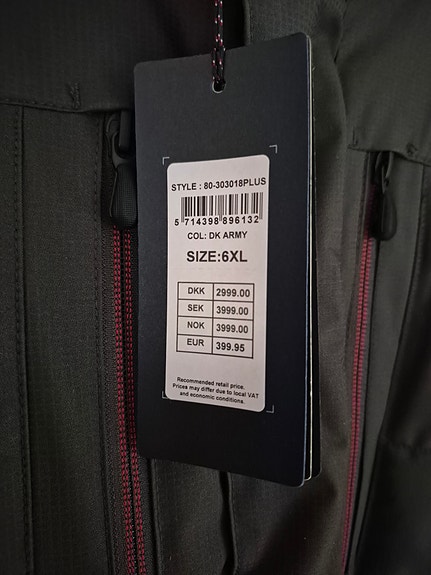 STYLE : 80-303018PLUS
5 714398 896132
COL: DK ARMY
SIZE:6XL
DKK 2999.00
SEK 3999.00
NOK 3999.00
EUR 399.95
Recommended retail price.
Prices may differ due to local VAT
and economic conditions.